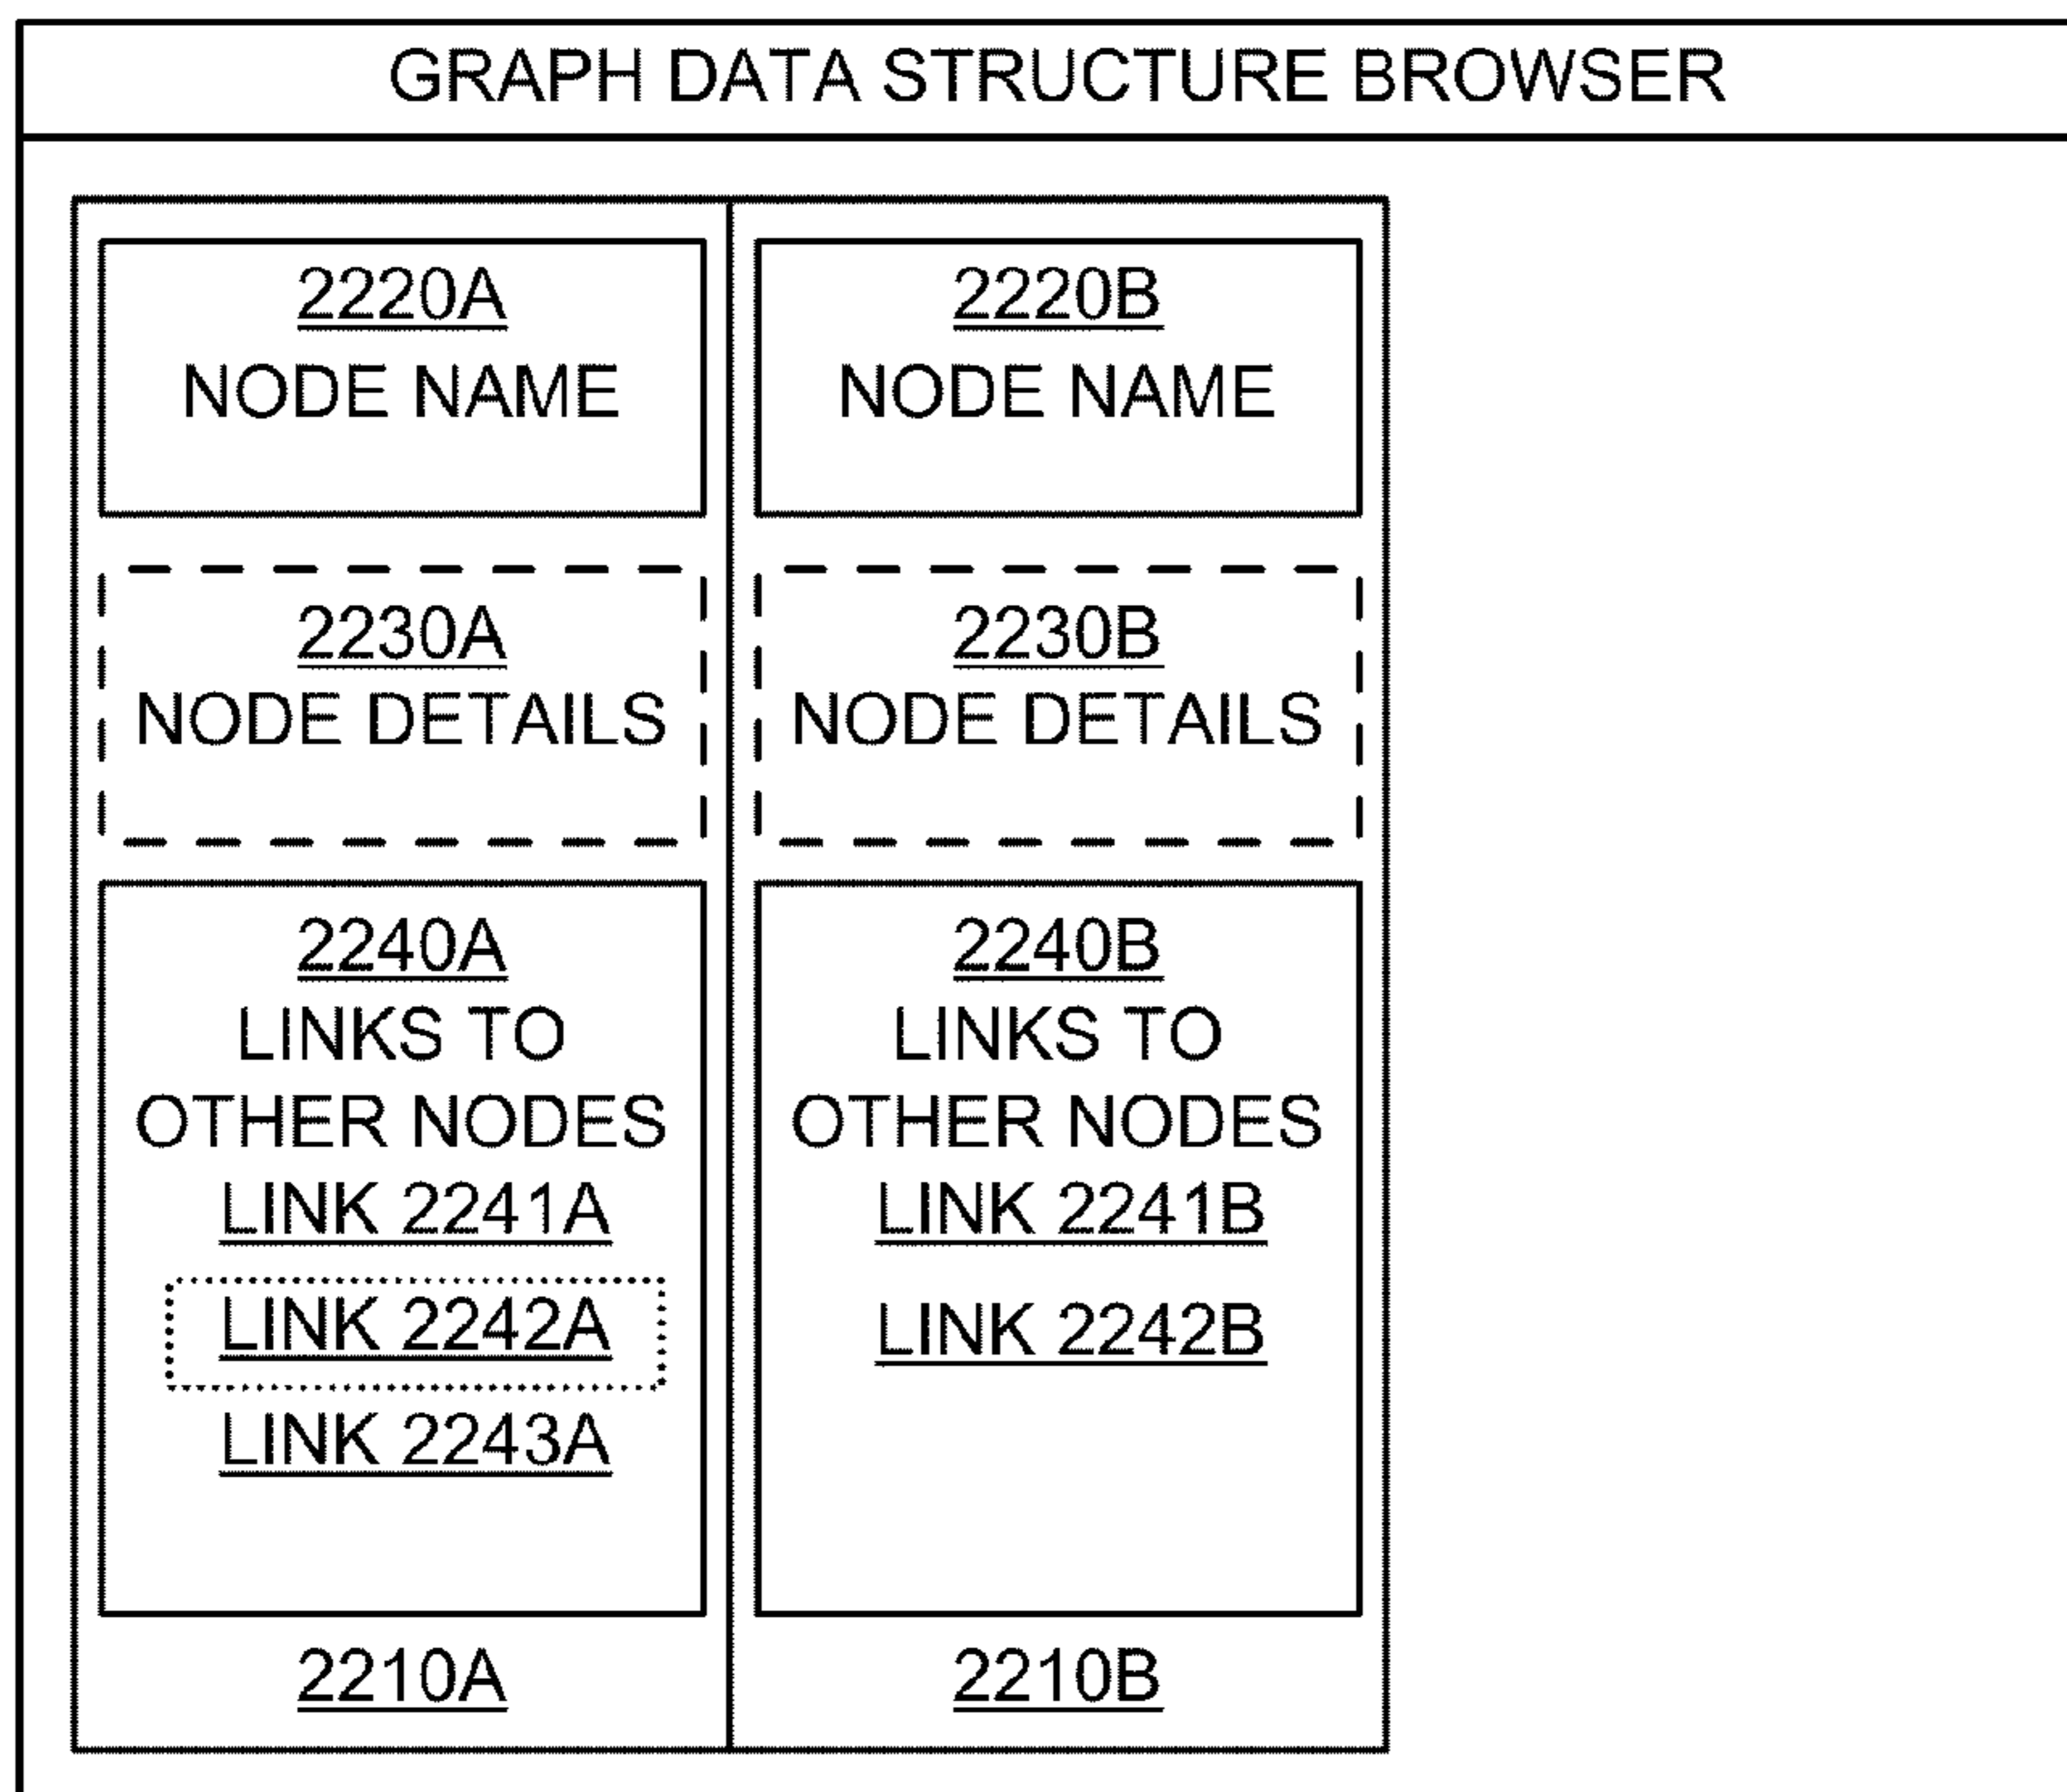 GRAPH DATA STRUCTURE BROWSER
2220A
NODE NAME
2230A
NODE DETAILS
2240A
LINKS TO
OTHER NODES
LINK 2241A
LINK 2242A
LINK 2243A
2210A
2220B
NODE NAME
2230B
NODE DETAILS
2240B
LINKS TO
OTHER NODES
LINK 2241B
LINK 2242B
2210B